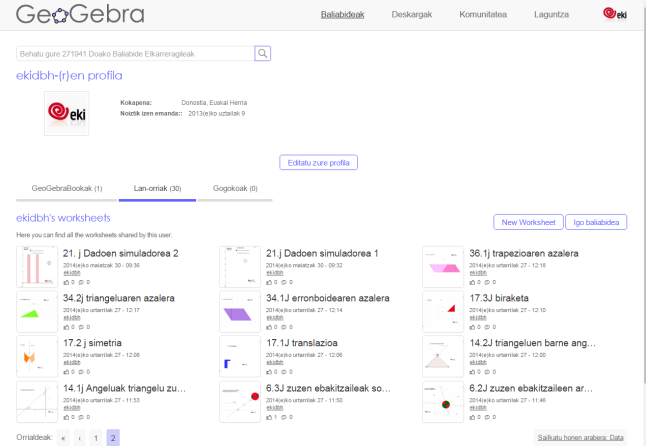 GeoGebra
Baliabideak Deskargak Komunitatea Laguntza eki
Behatu gure 271941 Doako Baliabide Elkarreragileak
ekidbh-(r)en profila
eki
Kokapena: Donostia, Euskal Herria
Noiztik izen emanda:: 2013(e)ko uztailak 9
Editatu zure profila
GeoGebraBookak (1) Lan-orriak (30) Gogokoak (0)
ekidbh's worksheets
New Worksheet Igo baliabidea
Here you can find all the worksheets shared by this user.
21. j Dadoen simuladorea 2
2014(e)ko maiatzak 30 - 09:36
ekidbh
0 0
21.j Dadoen simuladorea 1
2014(e)ko maiatzak 30 - 09:32
ekidbh
0 0
36.1j trapezioaren azalera
2014(e)ko urtarrilak 27 - 12:18
ekidbh
0 0
34.2j triangeluaren azalera
2014(e)ko urtarrilak 27 - 12:17
ekidbh
0 0
34.1J erronboidearen azalera
2014(e)ko urtarrilak 27 - 12:14
ekidbh
0 0
17.3J biraketa
2014(e)ko urtarrilak 27 - 12:10
ekidbh
0 0
17.2 j simetria
2014(e)ko urtarrilak 27 - 12:08
ekidbh
0 0
17.1J translazioa
2014(e)ko urtarrilak 27 - 12:06
ekidbh
0 0
14.2J triangeluen barne ang...
2014(e)ko urtarrilak 27 - 12:00
ekidbh
0 0
14.1j Angeluak triangelu zu...
2014(e)ko urtarrilak 27 - 11:53
ekidbh
0 0
6.3J zuzen ebakitzaileak so...
2014(e)ko urtarrilak 27 - 11:50
ekidbh
1 0
6.2J zuzen ebakitzaileen ar...
2014(e)ko urtarrilak 27 - 11:46
ekidbh
0 0
Orrialdeak: « ‹ 1 2
Sailkatu honen arabera: Data